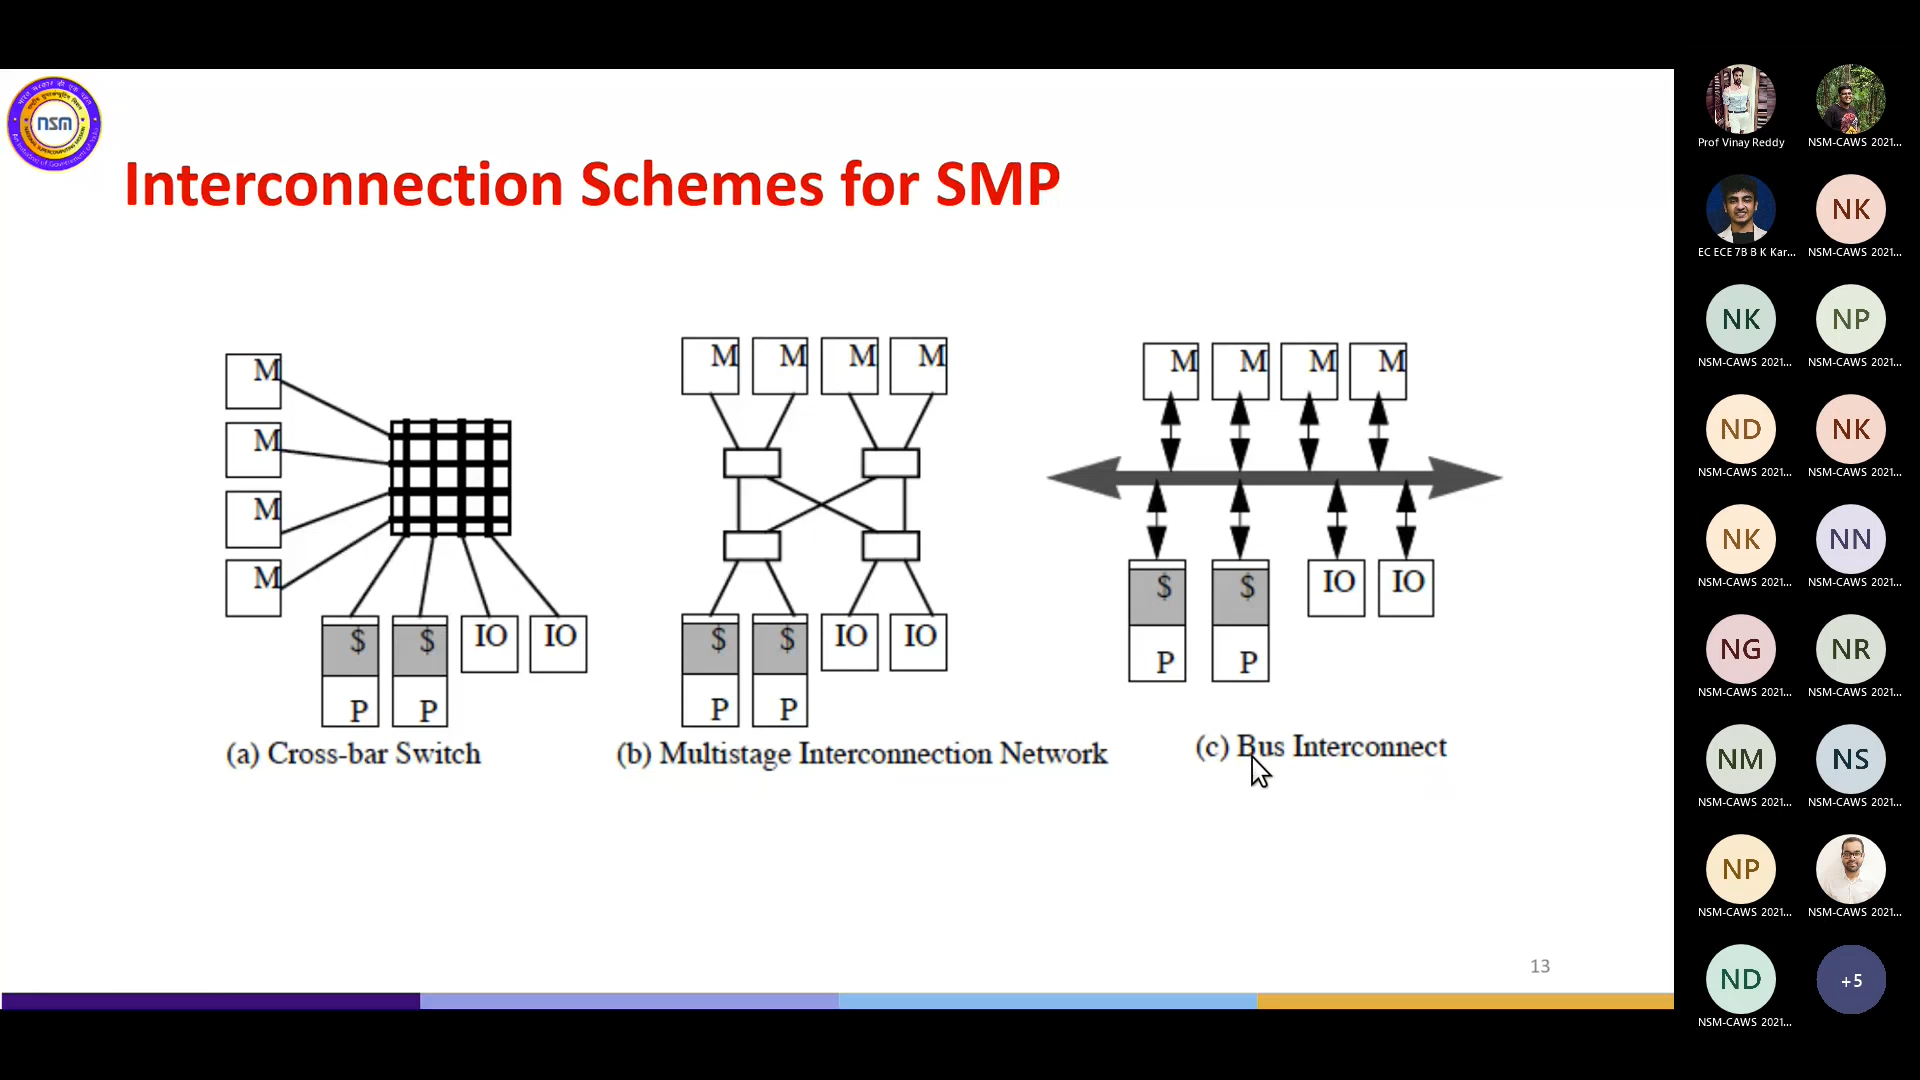 nsm
Interconnection Schemes for SMP
M
M
M
M
$ $ IO IO
P P
(a) Cross-bar Switch
M M M M
$ $ IO IO
P P
(b) Multistage Interconnection Network
M M M M
$ $ IO IO
P P
(c) Bus Interconnect
13
Prof Vinay Reddy
NSM-CAWS 2021...
EC ECE 7B B K Kar...
NK
NSM-CAWS 2021...
NK
NSM-CAWS 2021...
NP
NSM-CAWS 2021...
ND
NSM-CAWS 2021...
NK
NSM-CAWS 2021...
NK
NSM-CAWS 2021...
NN
NSM-CAWS 2021...
NG
NSM-CAWS 2021...
NR
NSM-CAWS 2021...
NM
NSM-CAWS 2021...
NS
NSM-CAWS 2021...
NP
NSM-CAWS 2021...
NSM-CAWS 2021...
ND
NSM-CAWS 2021...
+5